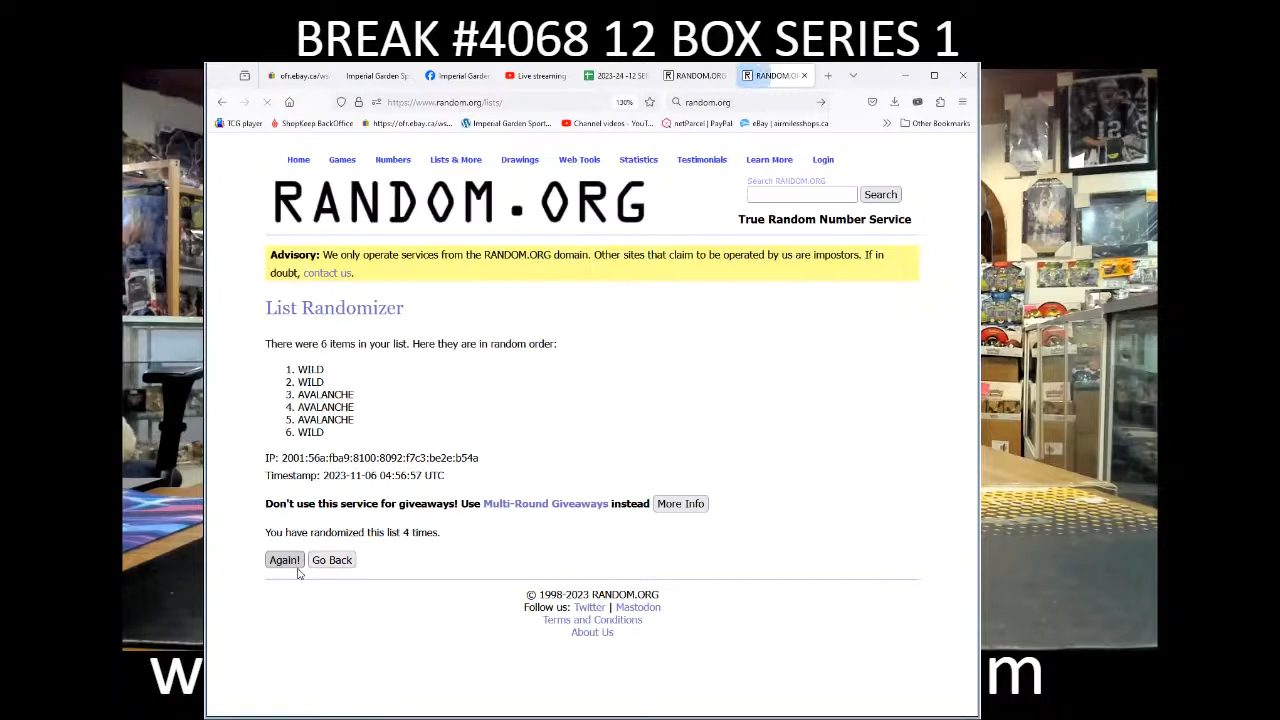 BREAK #4068 12 BOX SERIES 1
ofr.ebay.ca/ws Imperial Garden Sp Facebook Imperial Garden Live streaming 2023-24 -12 SER RANDOM.ORG RANDOM.OR
https://www.random.org/lists/ 130% random.org
TCG player ShopKeep BackOffice https://ofr.ebay.ca/ws... Imperial Garden Sport... Channel videos - YouT... netParcel | PayPal eBay | airmilesshops.ca Other Bookmarks
Home Games Numbers Lists & More Drawings Web Tools Statistics Testimonials Learn More Login
RANDOM.ORG
Search RANDOM.ORG
Search
True Random Number Service
Advisory: We only operate services from the RANDOM.ORG domain. Other sites that claim to be operated by us are impostors. If in
doubt, contact us.
List Randomizer
There were 6 items in your list. Here they are in random order:
1. WILD
2. WILD
3. AVALANCHE
4. AVALANCHE
5. AVALANCHE
6. WILD
IP: 2001:56a:fba9:8100:8092:f7c3:be2e:b54a
Timestamp: 2023-11-06 04:56:57 UTC
Don't use this service for giveaways! Use Multi-Round Giveaways instead More Info
You have randomized this list 4 times.
Again! Go Back
© 1998-2023 RANDOM.ORG
Follow us: Twitter | Mastodon
Terms and Conditions
About Us
w m